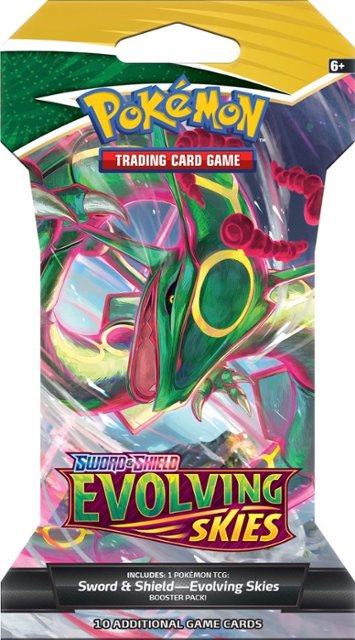 6+
POKéMON
TM
TRADING CARD GAME
SWORD & SHIELD
EVOLVING
SKIES
INCLUDES: 1 POKÉMON TCG:
Sword & Shield—Evolving Skies
BOOSTER PACK!
10 ADDITIONAL GAME CARDS